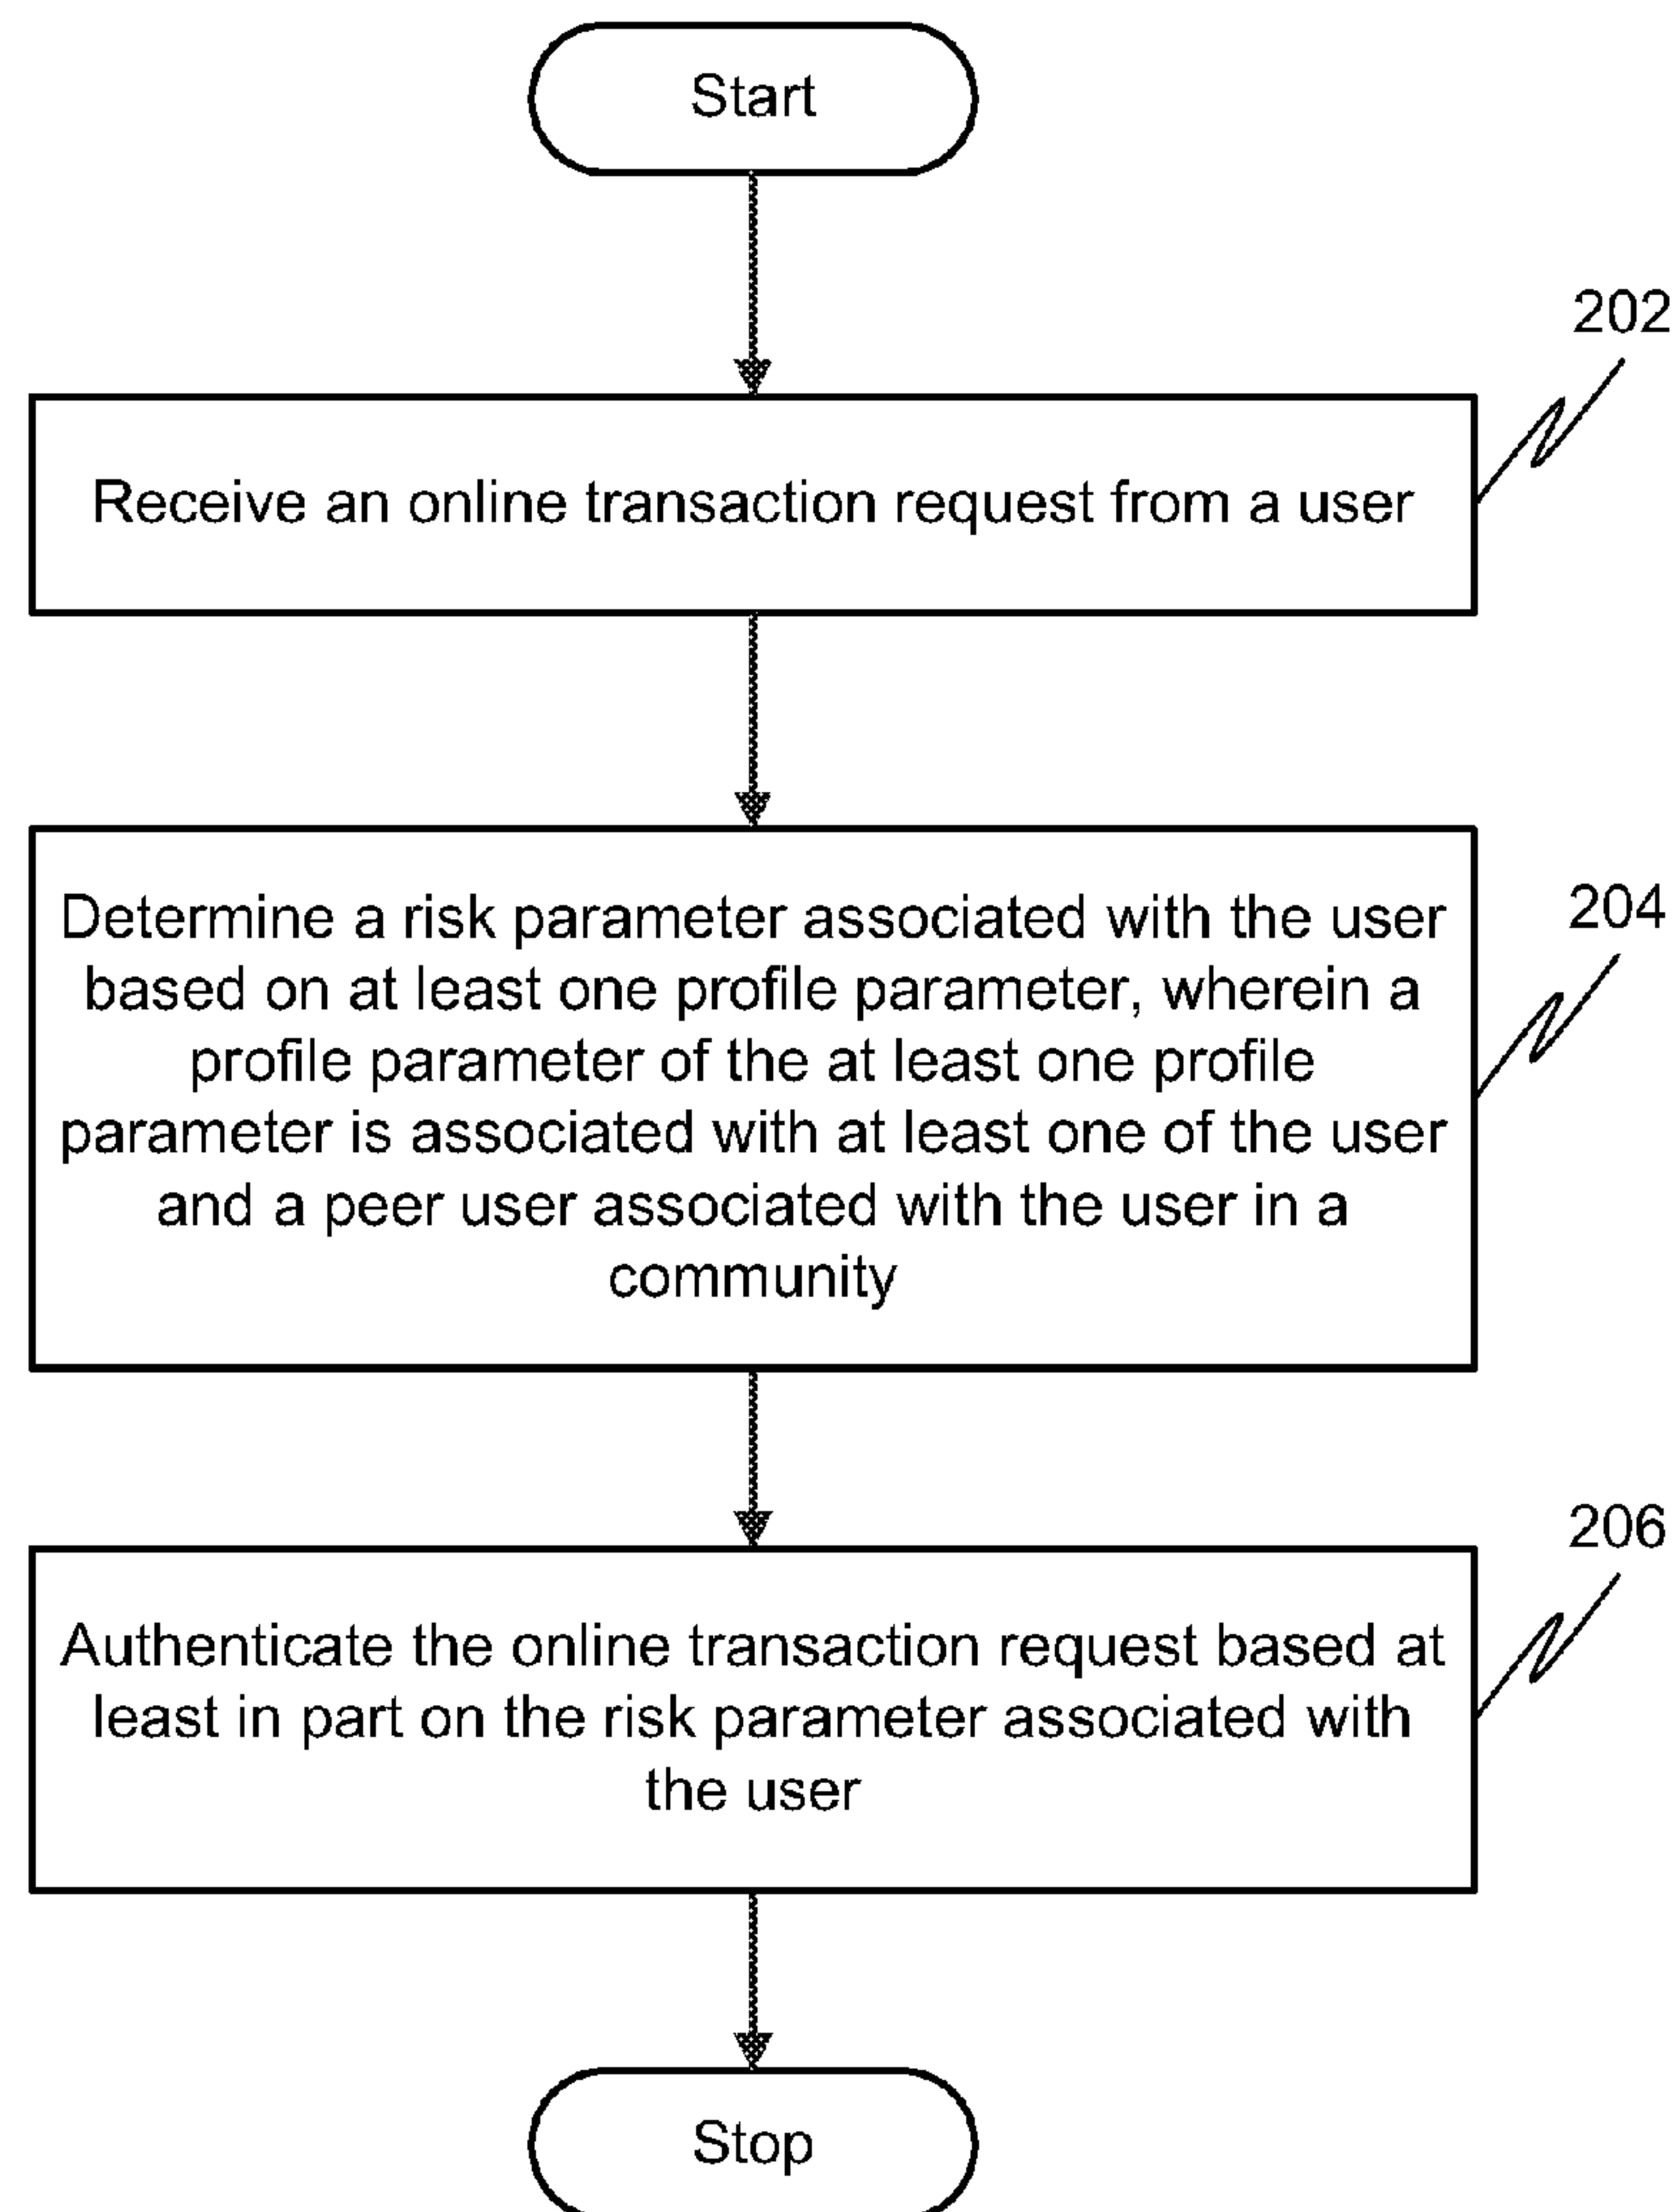 Start
202
Receive an online transaction request from a user
204
Determine a risk parameter associated with the user
based on at least one profile parameter, wherein a
profile parameter of the at least one profile
parameter is associated with at least one of the user
and a peer user associated with the user in a
community
206
Authenticate the online transaction request based at
least in part on the risk parameter associated with
the user
Stop